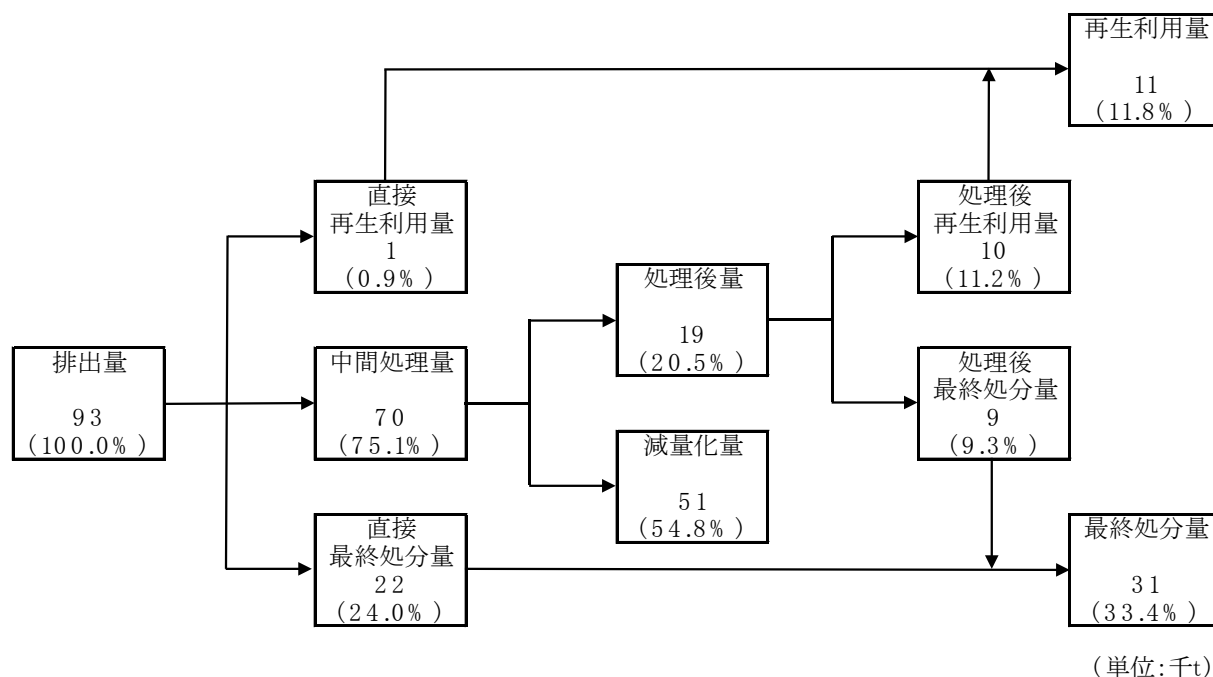 再生利用量
11
(11.8%)
直接
再生利用量
1
(0.9%)
処理後
再生利用量
10
(11.2%)
処理後量
19
(20.5%)
排出量
93
(100.0%)
中間処理量
70
(75.1%)
処理後
最終処分量
9
(9.3%)
減量化量
51
(54.8%)
直接
最終処分量
22
(24.0%)
最終処分量
31
(33.4%)
(単位:千t)